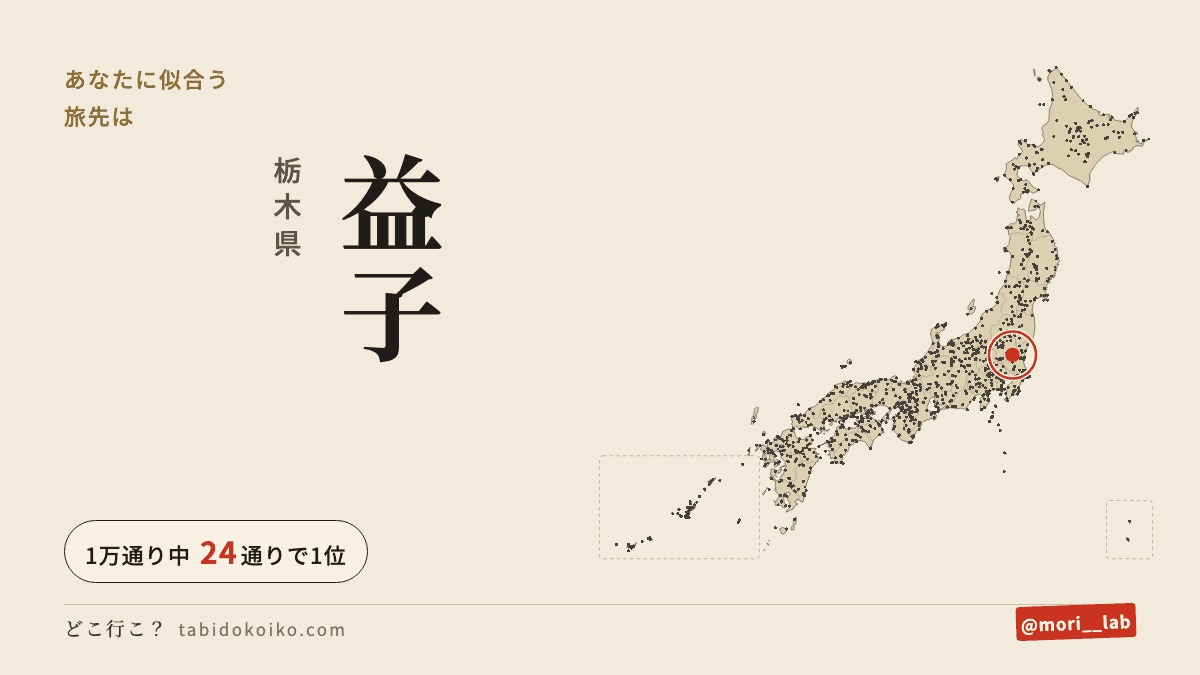 あなたに似合う
旅先は
益子
栃木県
1万通り中 24通りで1位
どこ行こ？ tabidokoiko.com
@mori__lab